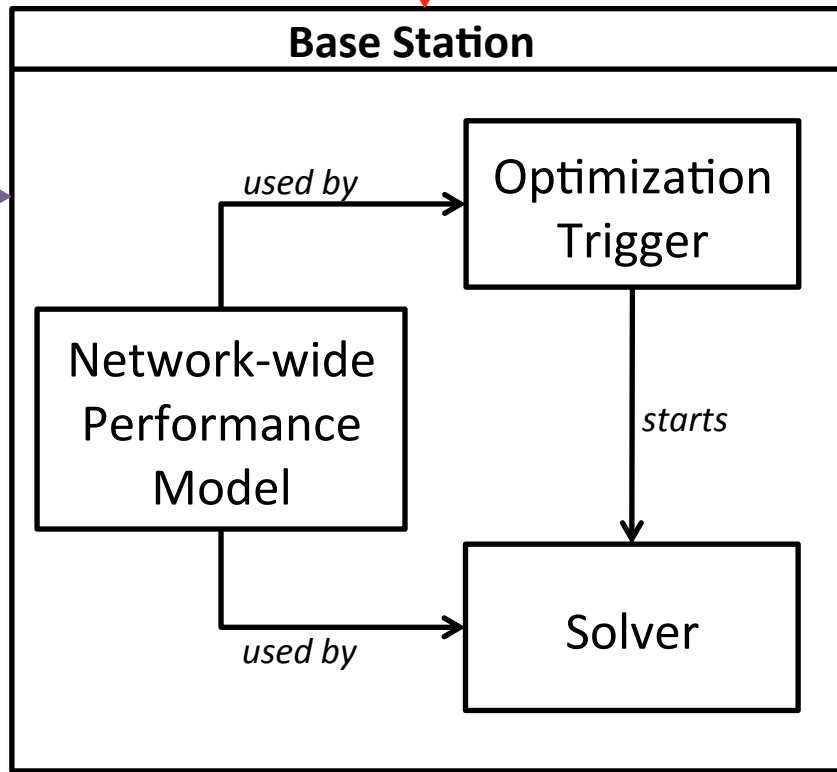 Base Station
used by
Optimization
Trigger
Network-wide
Performance
Model
starts
used by
Solver